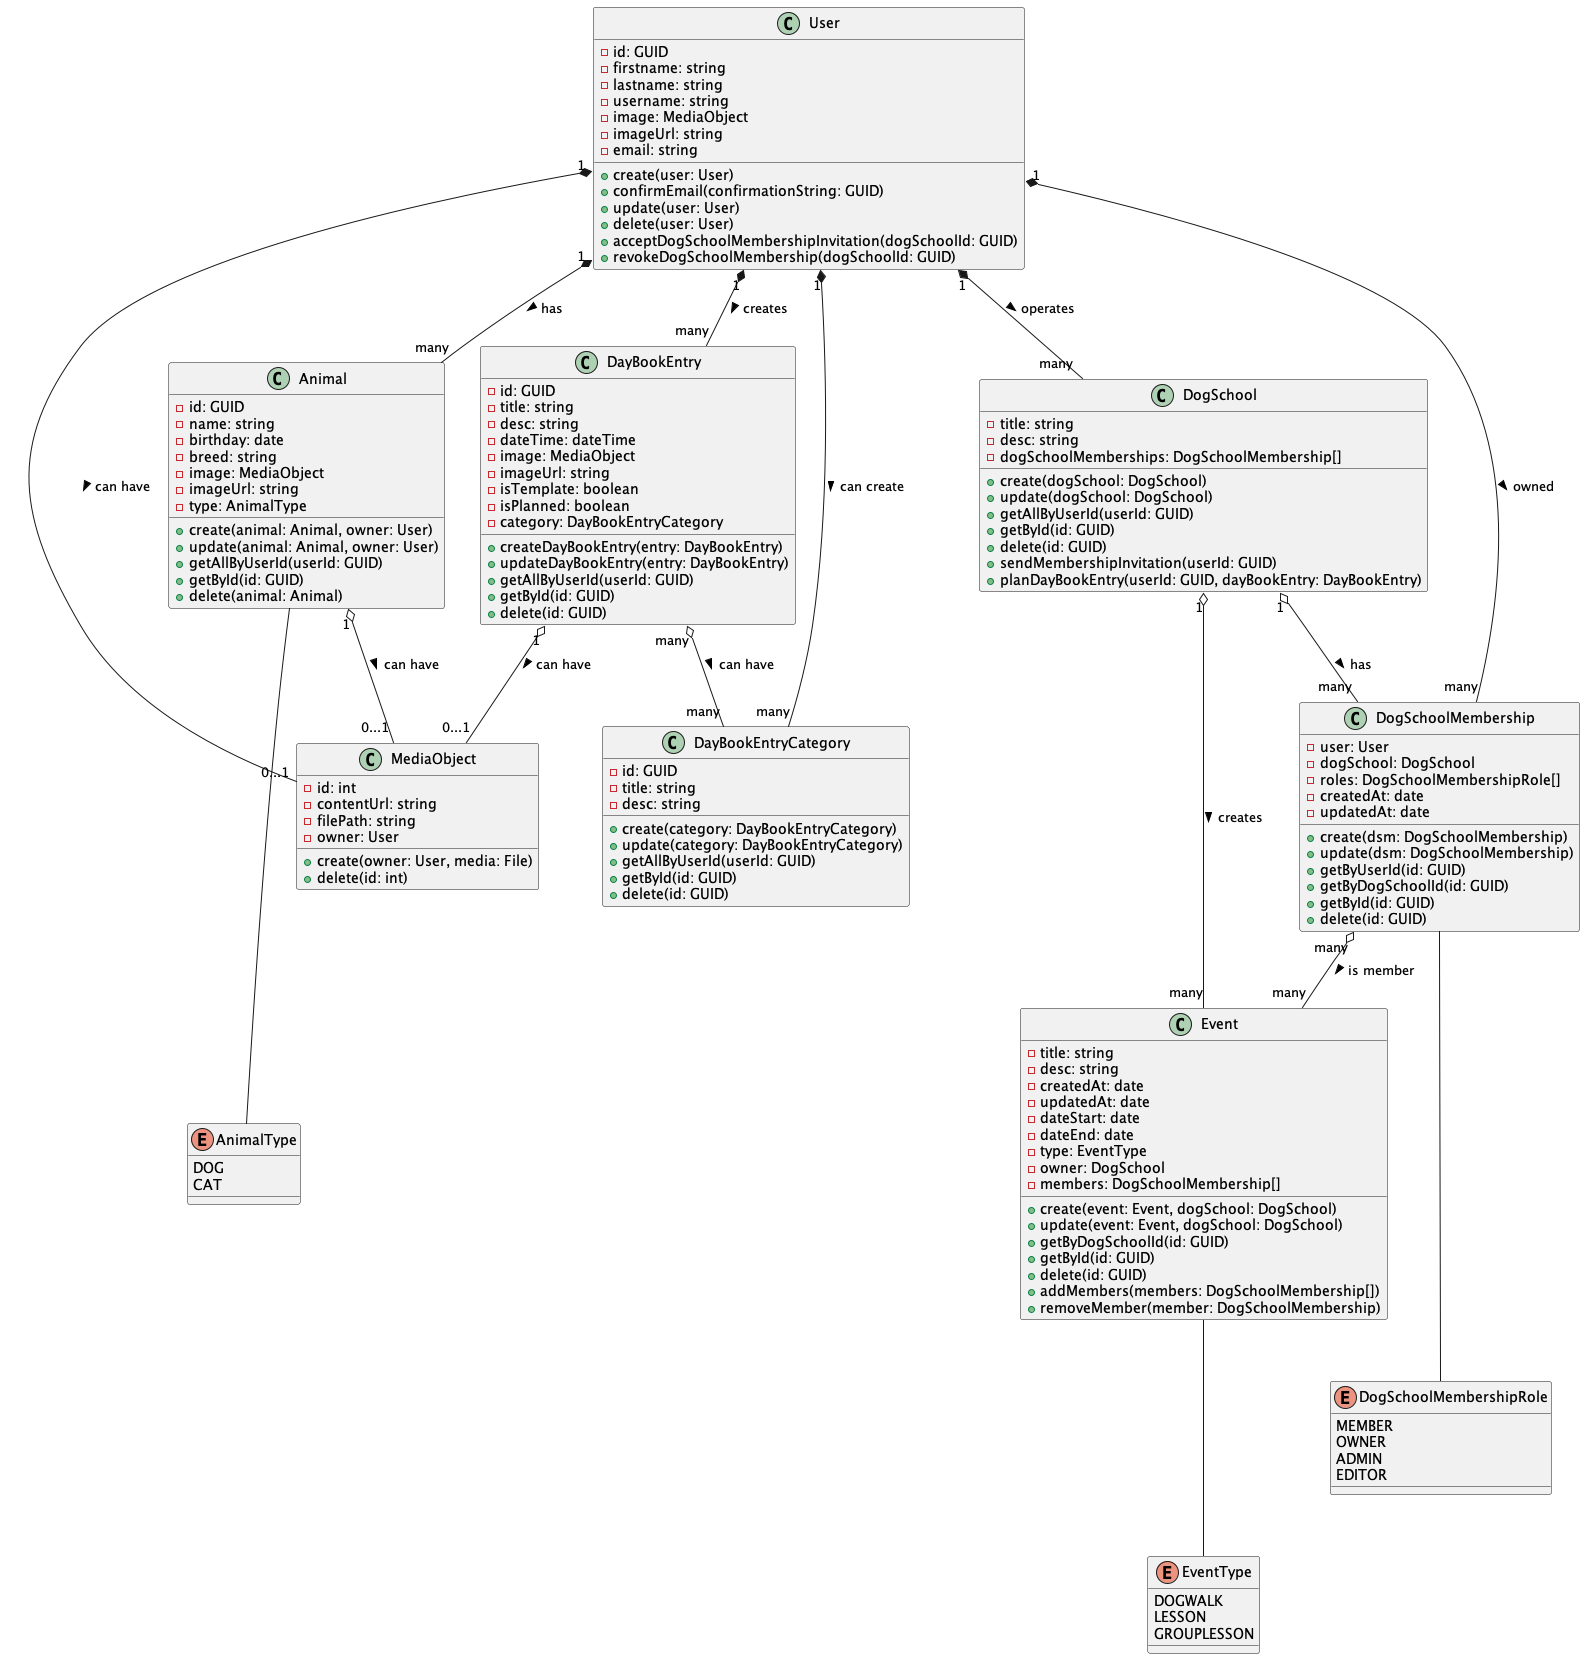 C User
id: GUID
firstname: string
lastname: string
username: string
image: MediaObject
imageUrl: string
email: string
create(user: User)
confirmEmail(confirmationString: GUID)
update(user: User)
delete(user: User)
acceptDogSchoolMembershipInvitation(dogSchoolId: GUID)
revokeDogSchoolMembership(dogSchoolId: GUID)
1
1
1
1
1
1
has
creates
operates
many
many
many
can have
can create
owned
C Animal
id: GUID
name: string
birthday: date
breed: string
image: MediaObject
imageUrl: string
type: AnimalType
create(animal: Animal, owner: User)
update(animal: Animal, owner: User)
getAllByUserId(userId: GUID)
getById(id: GUID)
delete(animal: Animal)
C DayBookEntry
id: GUID
title: string
desc: string
dateTime: dateTime
image: MediaObject
imageUrl: string
isTemplate: boolean
isPlanned: boolean
category: DayBookEntryCategory
createDayBookEntry(entry: DayBookEntry)
updateDayBookEntry(entry: DayBookEntry)
getAllByUserId(userId: GUID)
getById(id: GUID)
delete(id: GUID)
C DogSchool
title: string
desc: string
dogSchoolMemberships: DogSchoolMembership[]
create(dogSchool: DogSchool)
update(dogSchool: DogSchool)
getAllByUserId(userId: GUID)
getById(id: GUID)
delete(id: GUID)
sendMembershipInvitation(userId: GUID)
planDayBookEntry(userId: GUID, dayBookEntry: DayBookEntry)
1
1
many
1
1
can have
can have
can have
has
0...1
0...1
many
many
many
many
0...1
C MediaObject
id: int
contentUrl: string
filePath: string
owner: User
create(owner: User, media: File)
delete(id: int)
C DayBookEntryCategory
id: GUID
title: string
desc: string
create(category: DayBookEntryCategory)
update(category: DayBookEntryCategory)
getAllByUserId(userId: GUID)
getById(id: GUID)
delete(id: GUID)
creates
C DogSchoolMembership
user: User
dogSchool: DogSchool
roles: DogSchoolMembershipRole[]
createdAt: date
updatedAt: date
create(dsm: DogSchoolMembership)
update(dsm: DogSchoolMembership)
getByUserId(id: GUID)
getByDogSchoolId(id: GUID)
getById(id: GUID)
delete(id: GUID)
many
is member
many
many
C Event
title: string
desc: string
createdAt: date
updatedAt: date
dateStart: date
dateEnd: date
type: EventType
owner: DogSchool
members: DogSchoolMembership[]
create(event: Event, dogSchool: DogSchool)
update(event: Event, dogSchool: DogSchool)
getByDogSchoolId(id: GUID)
getById(id: GUID)
delete(id: GUID)
addMembers(members: DogSchoolMembership[])
removeMember(member: DogSchoolMembership)
E AnimalType
DOG
CAT
E DogSchoolMembershipRole
MEMBER
OWNER
ADMIN
EDITOR
E EventType
DOGWALK
LESSON
GROUPLESSON